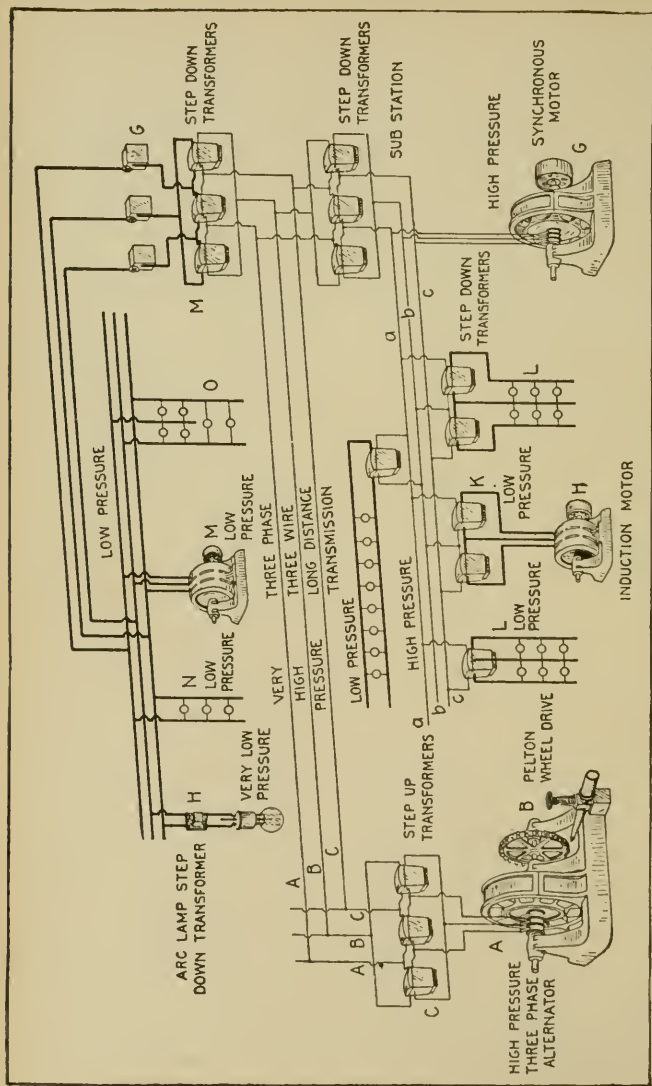 ARC LAMP STEP
DOWN TRANSFORMER
H
VERY LOW
PRESSURE
N
LOW
PRESSURE
M
LOW
PRESSURE
O
LOW PRESSURE
G
STEP DOWN
TRANSFORMERS
M
A
B
C
VERY
HIGH
PRESSURE
THREE PHASE
THREE WIRE
LONG DISTANCE
TRANSMISSION
STEP DOWN
TRANSFORMERS
SUB STATION
A
B
C
C
STEP UP
TRANSFORMERS
LOW PRESSURE
HIGH PRESSURE
a
b
c
a
b
c
L
LOW
PRESSURE
K
LOW
PRESSURE
L
STEP DOWN
TRANSFORMERS
HIGH PRESSURE
THREE PHASE
ALTERNATOR
A
B
PELTON
WHEEL DRIVE
H
INDUCTION MOTOR
HIGH PRESSURE
SYNCHRONOUS
MOTOR
G